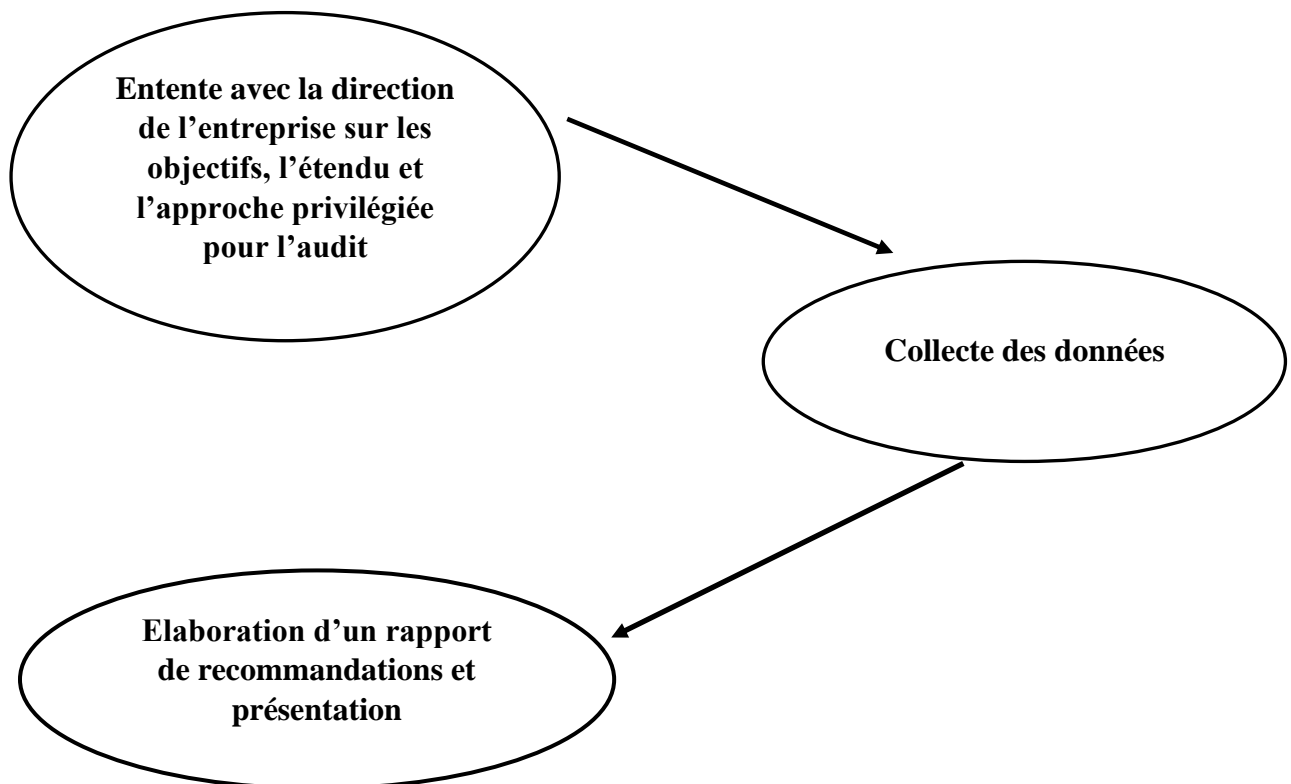 Entente avec la direction
de l’entreprise sur les
objectifs, l’étendu et
l’approche privilégiée
pour l’audit
Collecte des données
Elaboration d’un rapport
de recommandations et
présentation